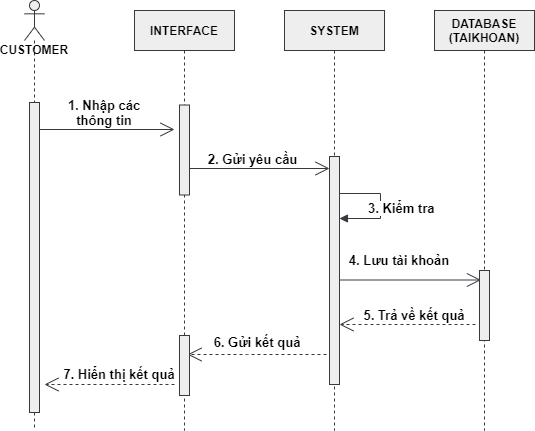 CUSTOMER
INTERFACE
SYSTEM
DATABASE
(TAIKHOAN)
1. Nhập các
thông tin
2. Gửi yêu cầu
3. Kiểm tra
4. Lưu tài khoản
5. Trả về kết quả
6. Gửi kết quả
7. Hiển thị kết quả